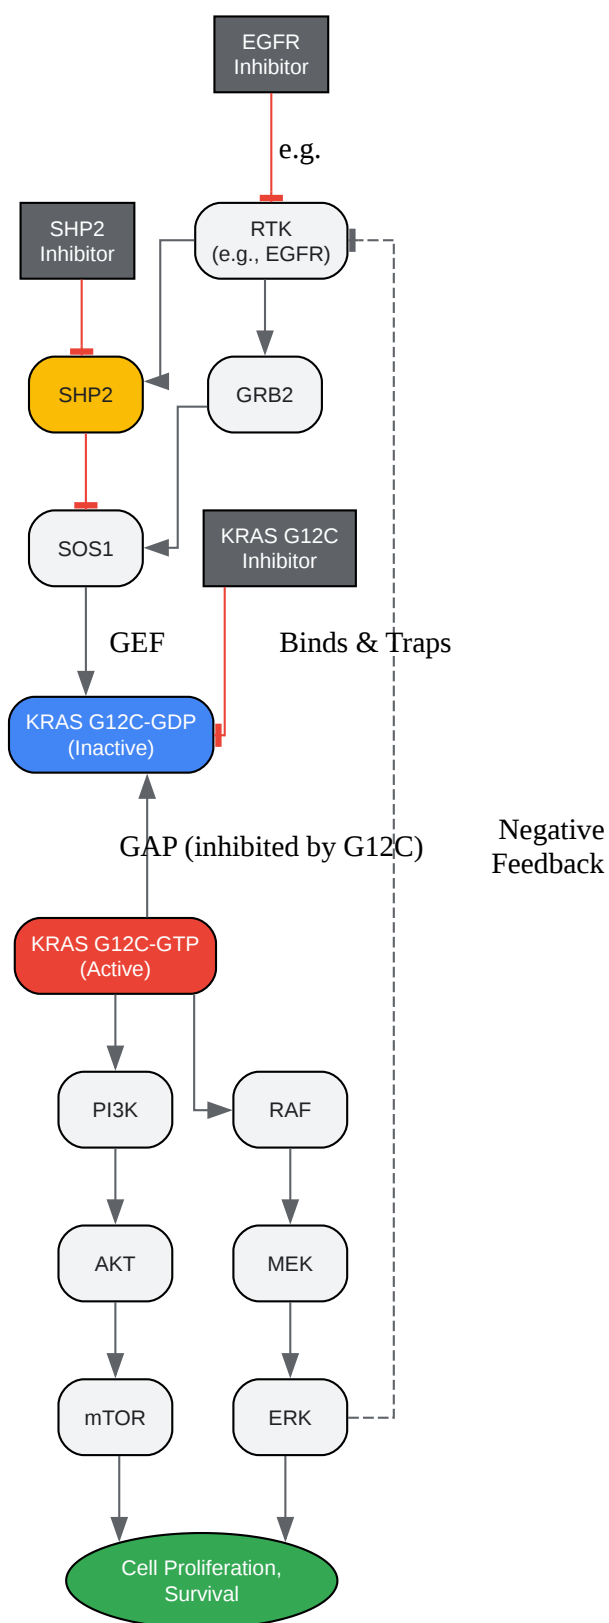 EGFR
Inhibitor
e.g.
SHP2
Inhibitor
RTK
(e.g., EGFR)
SHP2
GRB2
SOS1
KRAS G12C
Inhibitor
GEF
Binds & Traps
KRAS G12C-GDP
(Inactive)
GAP (inhibited by G12C)
Negative
Feedback
KRAS G12C-GTP
(Active)
PI3K
RAF
AKT
MEK
mTOR
ERK
Cell Proliferation,
Survival